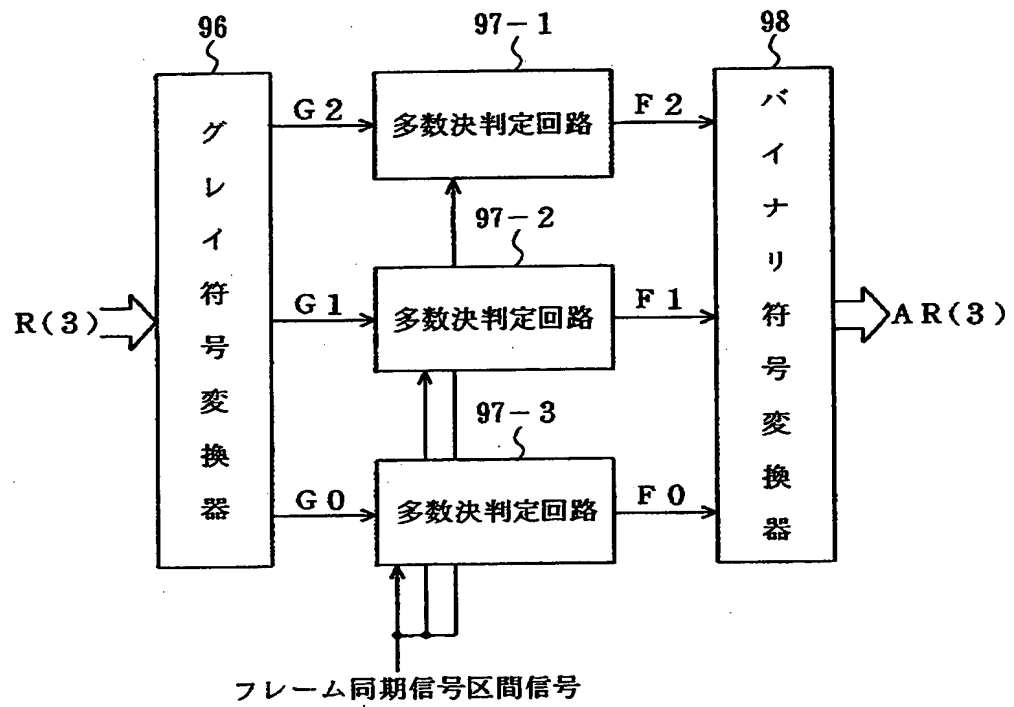 96
97-1
98
グレイ符号変換器
G2
多数決判定回路
F2
バイナリ符号変換器
97-2
R(3)
G1
多数決判定回路
F1
AR(3)
97-3
G0
多数決判定回路
F0
フレーム同期信号区間信号